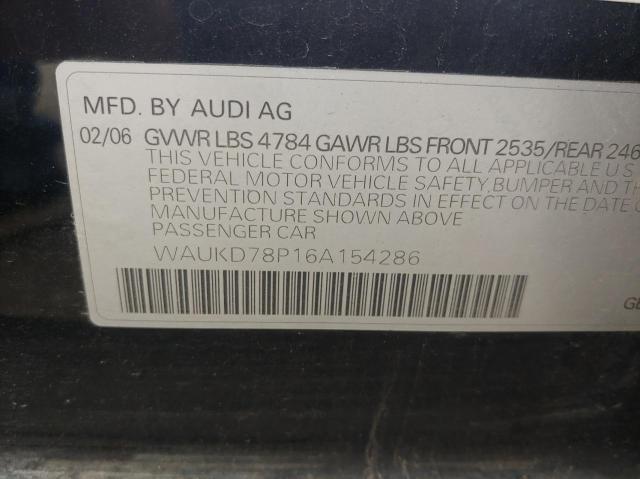 MFD. BY AUDI AG
02/06 GVWR LBS 4784 GAWR LBS FRONT 2535/REAR 246
THIS VEHICLE CONFORMS TO ALL APPLICABLE U S
FEDERAL MOTOR VEHICLE SAFETY, BUMPER AND T
PREVENTION STANDARDS IN EFFECT ON THE DATE O
MANUFACTURE SHOWN ABOVE
PASSENGER CAR
WAUKD78P16A154286